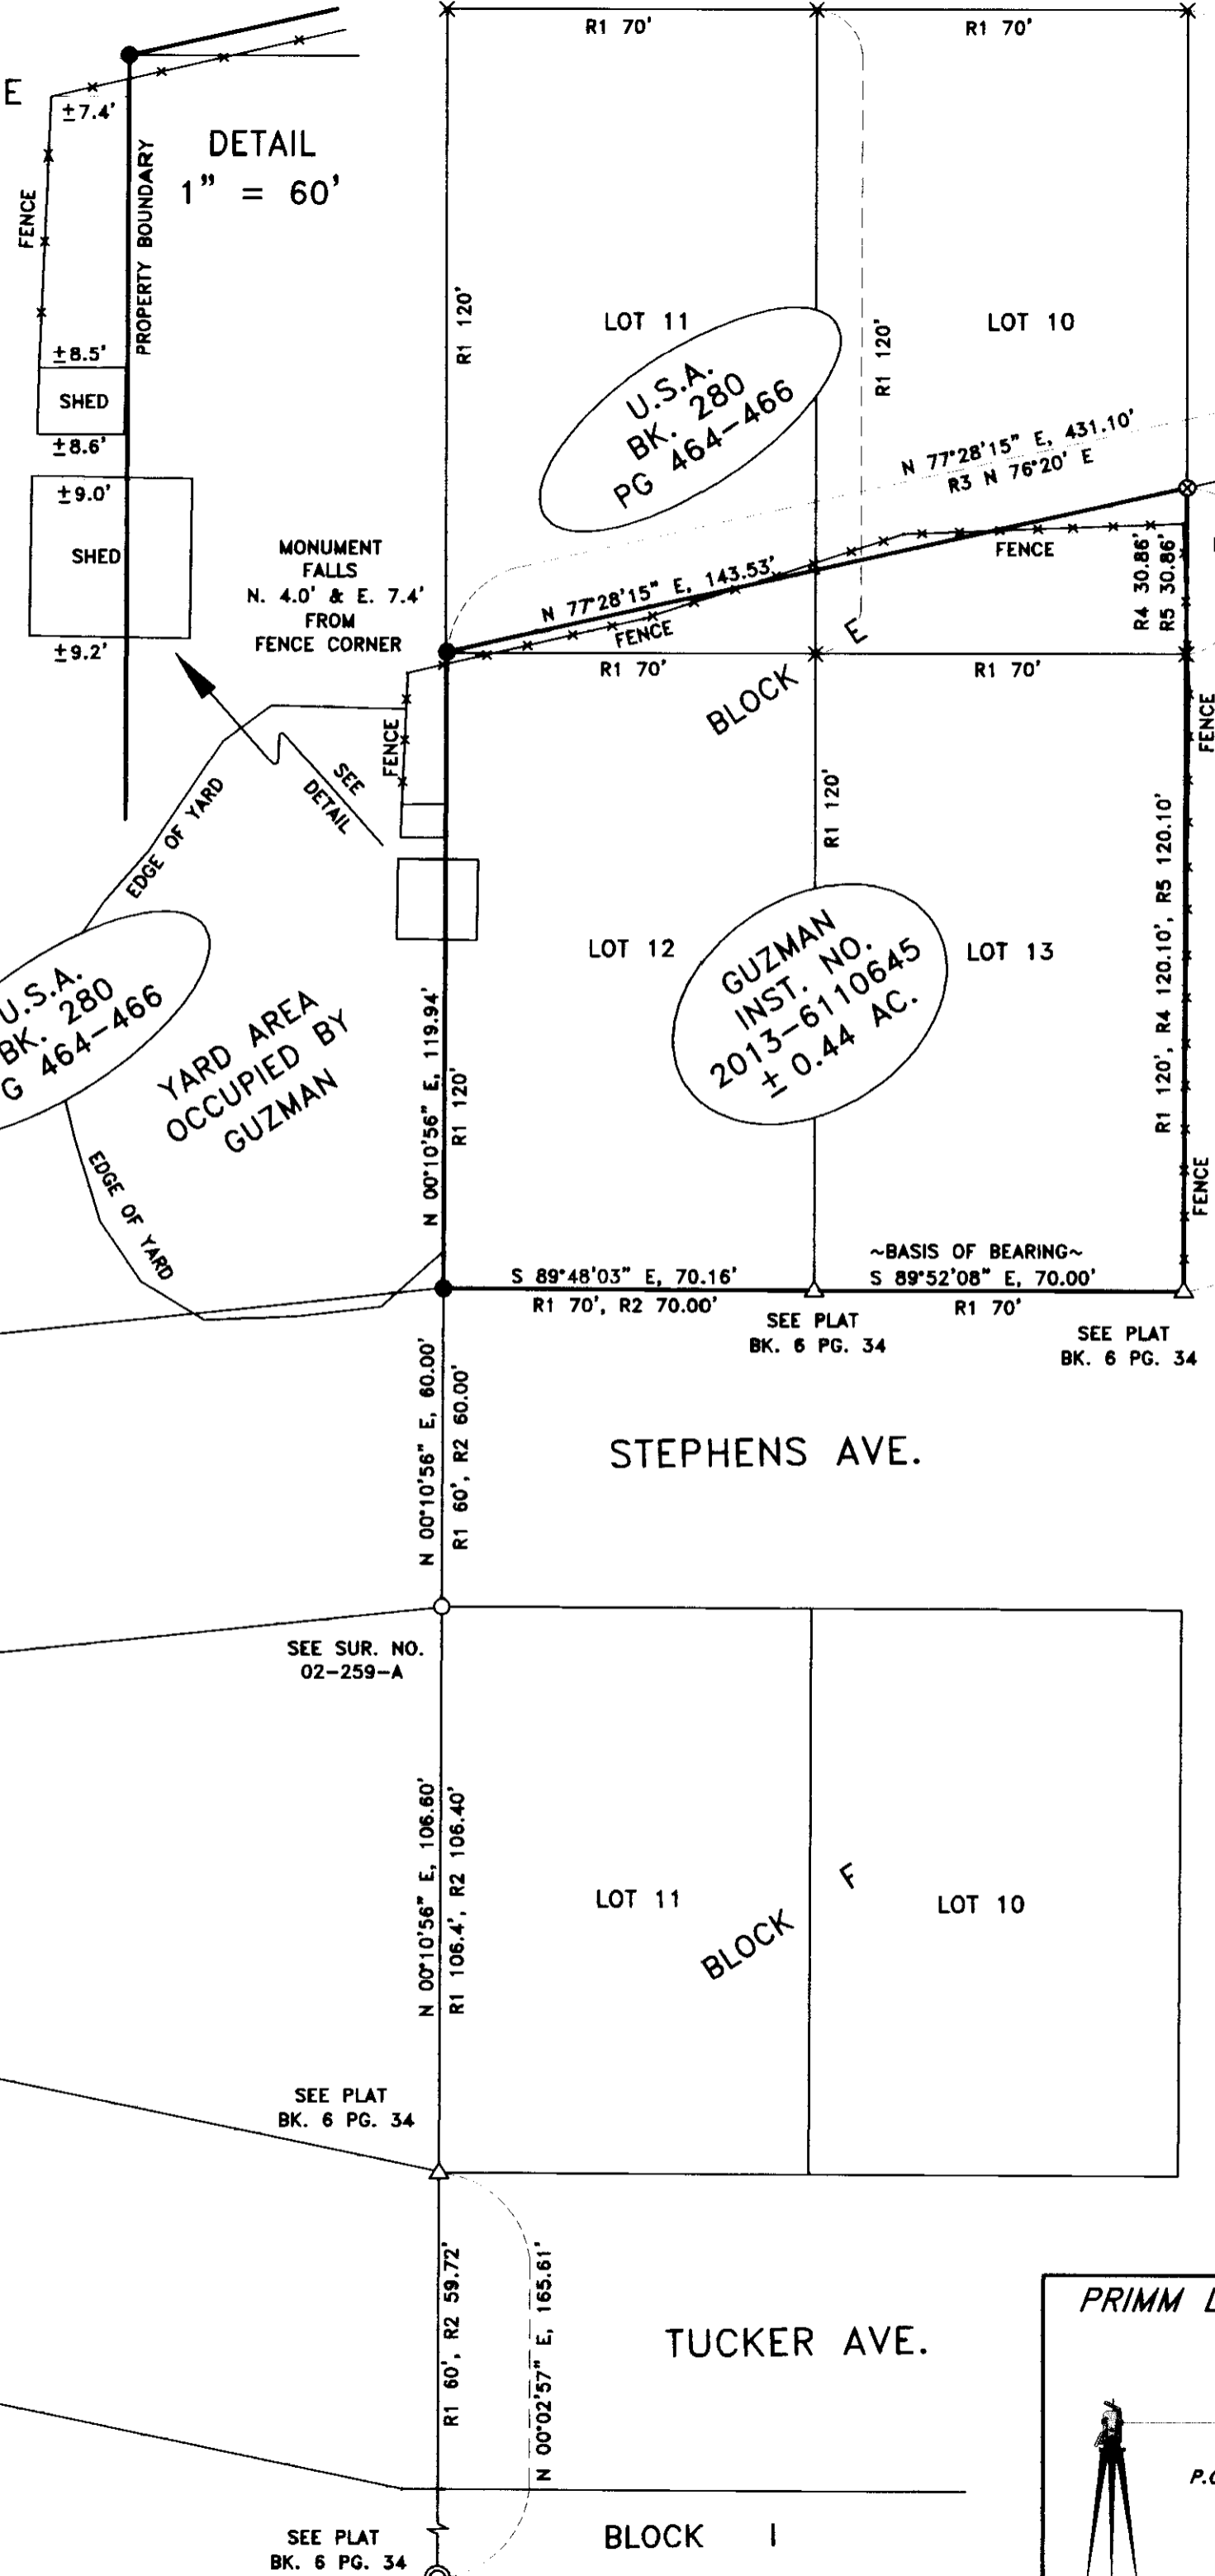 E
±7.4'
DETAIL
1" = 60'
FENCE
PROPERTY BOUNDARY
±8.5'
SHED
±8.6'
±9.0'
SHED
±9.2'
R1 70'
R1 70'
R1 120'
LOT 11
R1 120'
LOT 10
U.S.A.
BK. 280
PG 464-466
N 77°28'15" E, 431.10'
R3 N 76°20' E
MONUMENT
FALLS
N. 4.0' & E. 7.4'
FROM
FENCE CORNER
N 77°28'15" E, 143.53'
FENCE
FENCE
R4 30.86'
R5 30.86'
R1 70'
BLOCK E
R1 70'
FENCE
SEE
DETAIL
EDGE OF YARD
FENCE
R1 120'
R1 120', R4 120.10', R5 120.10'
LOT 12
GUZMAN
INST. NO.
2013-6110645
± 0.44 AC.
LOT 13
U.S.A.
BK. 280
G 464-466
YARD AREA
OCCUPIED BY
GUZMAN
N 00°10'56" E, 119.94'
R1 120'
EDGE OF YARD
FENCE
~BASIS OF BEARING~
S 89°48'03" E, 70.16'
S 89°52'08" E, 70.00'
R1 70', R2 70.00'
R1 70'
SEE PLAT
BK. 6 PG. 34
SEE PLAT
BK. 6 PG. 34
N 00°10'56" E, 60.00'
R1 60', R2 60.00'
STEPHENS AVE.
SEE SUR. NO.
02-259-A
N 00°10'56" E, 106.60'
R1 106.4', R2 106.40'
LOT 11
BLOCK F
LOT 10
SEE PLAT
BK. 6 PG. 34
R1 60', R2 59.72'
N 00°02'57" E, 165.61'
TUCKER AVE.
PRIMM
SEE PLAT
BK. 6 PG. 34
BLOCK I